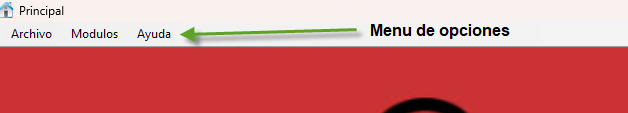 Principal
Archivo Modulos Ayuda
Menu de opciones